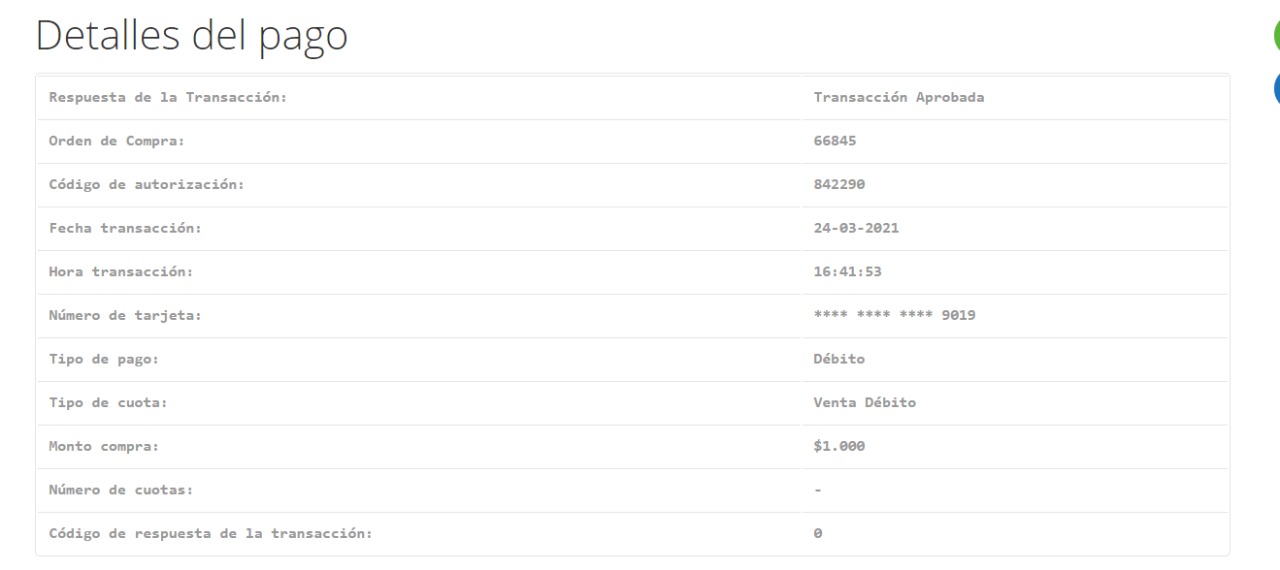 Detalles del pago
Respuesta de la Transacción: Transacción Aprobada
Orden de Compra: 66845
Código de autorización: 842290
Fecha transacción: 24-03-2021
Hora transacción: 16:41:53
Número de tarjeta: **** **** **** 9019
Tipo de pago: Débito
Tipo de cuota: Venta Débito
Monto compra: $1.000
Número de cuotas: -
Código de respuesta de la transacción: 0